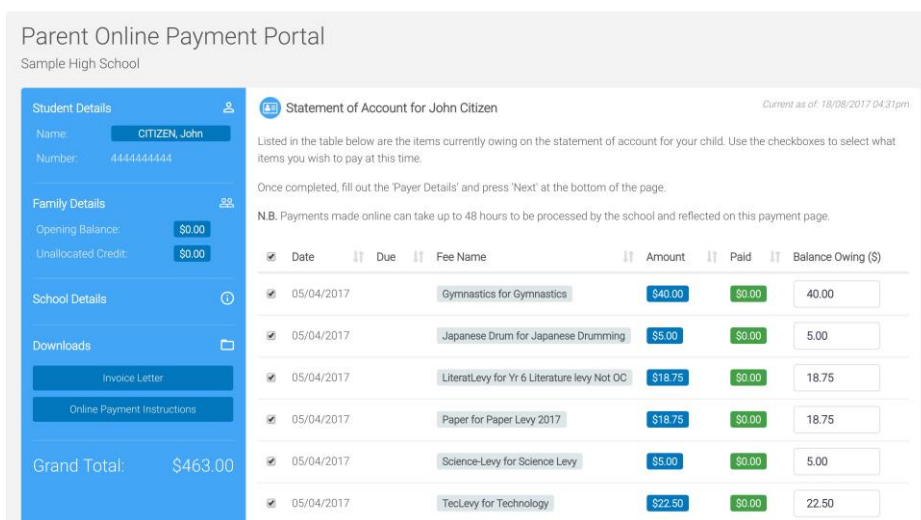 Parent Online Payment Portal
Sample High School
Student Details
Name: CITIZEN, John
Number: 4444444444
Family Details
Opening Balance: $0.00
Unallocated Credit: $0.00
School Details
Downloads
Invoice Letter
Online Payment Instructions
Grand Total: $463.00
Statement of Account for John Citizen
Current as of: 18/08/2017 04:31pm
Listed in the table below are the items currently owing on the statement of account for your child. Use the checkboxes to select what
items you wish to pay at this time.
Once completed, fill out the 'Payer Details' and press 'Next' at the bottom of the page.
N.B. Payments made online can take up to 48 hours to be processed by the school and reflected on this payment page.
Date Due Fee Name Amount Paid Balance Owing ($)
05/04/2017 Gymnastics for Gymnastics $40.00 $0.00 40.00
05/04/2017 Japanese Drum for Japanese Drumming $5.00 $0.00 5.00
05/04/2017 LiteratLevy for Yr 6 Literature levy Not OC $18.75 $0.00 18.75
05/04/2017 Paper for Paper Levy 2017 $18.75 $0.00 18.75
05/04/2017 Science-Levy for Science Levy $5.00 $0.00 5.00
05/04/2017 TecLevy for Technology $22.50 $0.00 22.50